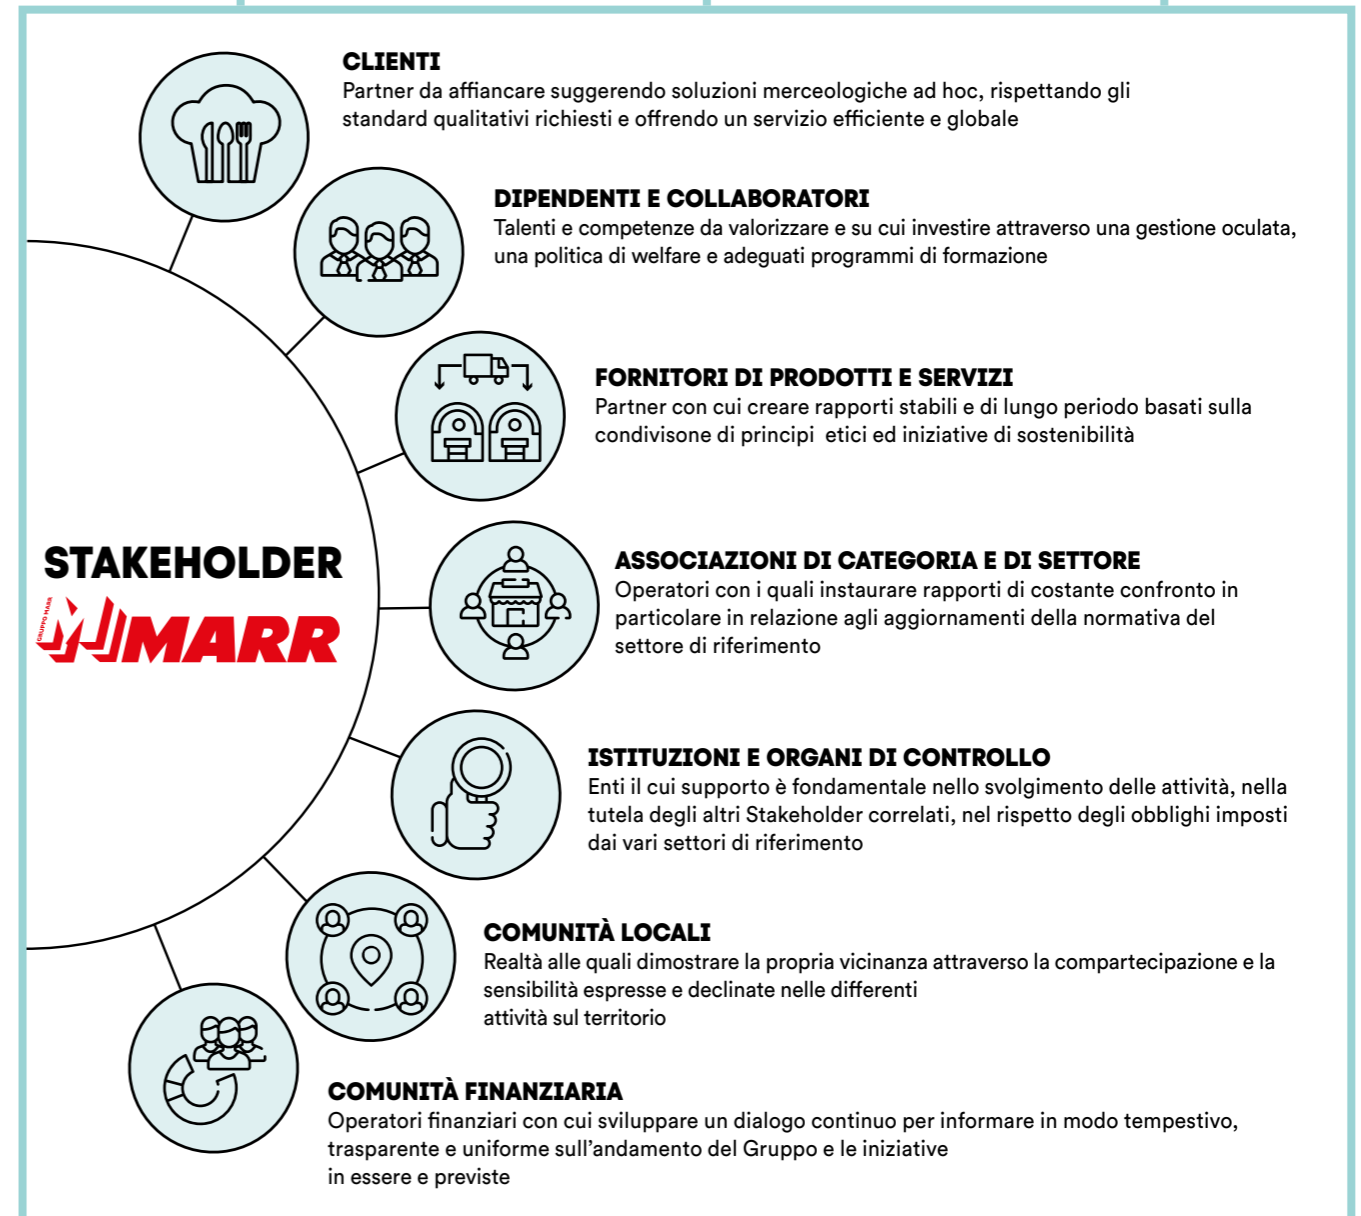 CLIENTI
Partner da affiancare suggerendo soluzioni merceologiche ad hoc, rispettando gli
standard qualitativi richiesti e offrendo un servizio efficiente e globale
DIPENDENTI E COLLABORATORI
Talenti e competenze da valorizzare e su cui investire attraverso una gestione oculata,
una politica di welfare e adeguati programmi di formazione
FORNITORI DI PRODOTTI E SERVIZI
Partner con cui creare rapporti stabili e di lungo periodo basati sulla
condivisone di principi  etici ed iniziative di sostenibilità
STAKEHOLDER
GRUPPO MARR
MARR
ASSOCIAZIONI DI CATEGORIA E DI SETTORE
Operatori con i quali instaurare rapporti di costante confronto in
particolare in relazione agli aggiornamenti della normativa del
settore di riferimento
ISTITUZIONI E ORGANI DI CONTROLLO
Enti il cui supporto è fondamentale nello svolgimento delle attività, nella
tutela degli altri Stakeholder correlati, nel rispetto degli obblighi imposti
dai vari settori di riferimento
COMUNITÀ LOCALI
Realtà alle quali dimostrare la propria vicinanza attraverso la compartecipazione e la
sensibilità espresse e declinate nelle differenti
attività sul territorio
COMUNITÀ FINANZIARIA
Operatori finanziari con cui sviluppare un dialogo continuo per informare in modo tempestivo,
trasparente e uniforme sull’andamento del Gruppo e le iniziative
in essere e previste